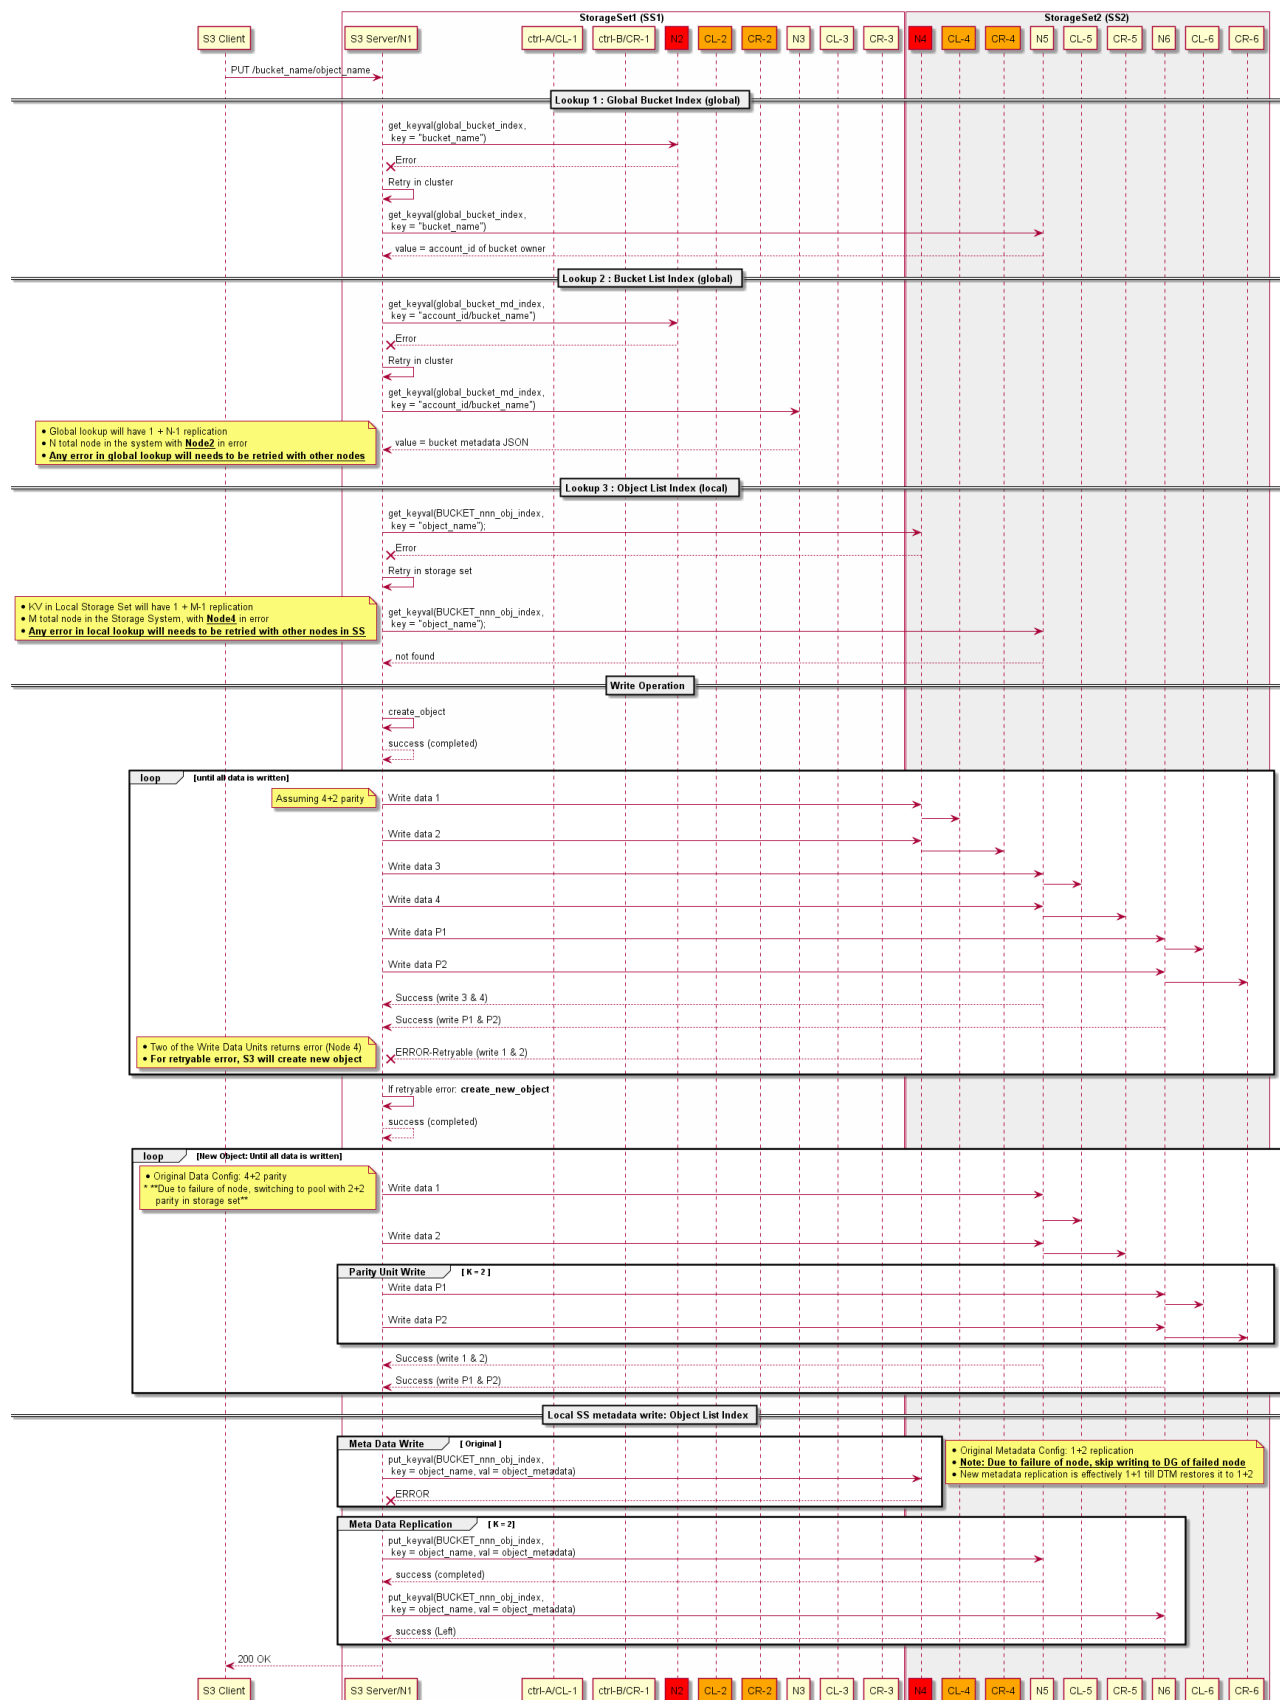 StorageSet1 (SS1)
StorageSet2 (SS2)
S3 Client
S3 Server/N1
ctrl-A/CL-1
ctrl-B/CR-1
N2
CL-2
CR-2
N3
CL-3
CR-3
N4
CL-4
CR-4
N5
CL-5
CR-5
N6
CL-6
CR-6
PUT /bucket_name/object_name
Lookup 1 : Global Bucket Index (global)
get_keyval(global_bucket_index,
key = "bucket_name")
Error
Retry in cluster
get_keyval(global_bucket_index,
key = "bucket_name")
value = account_id of bucket owner
Lookup 2 : Bucket List Index (global)
get_keyval(global_bucket_md_index,
key = "account_id/bucket_name")
Error
Retry in cluster
get_keyval(global_bucket_md_index,
key = "account_id/bucket_name")
• Global lookup will have 1 + N-1 replication
• N total node in the system with Node2 in error
• Any error in global lookup will needs to be retried with other nodes
value = bucket metadata JSON
Lookup 3 : Object List Index (local)
get_keyval(BUCKET_nnn_obj_index,
key = "object_name");
Error
Retry in storage set
• KV in Local Storage Set will have 1 + M-1 replication
• M total node in the Storage System, with Node4 in error
• Any error in local lookup will needs to be retried with other nodes in SS
get_keyval(BUCKET_nnn_obj_index,
key = "object_name");
not found
Write Operation
create_object
success (completed)
loop [until all data is written]
Assuming 4+2 parity
Write data 1
Write data 2
Write data 3
Write data 4
Write data P1
Write data P2
Success (write 3 & 4)
Success (write P1 & P2)
• Two of the Write Data Units returns error (Node 4)
• For retryable error, S3 will create new object
ERROR-Retryable (write 1 & 2)
If retryable error: create_new_object
success (completed)
loop [New Object: Until all data is written]
• Original Data Config: 4+2 parity
* **Due to failure of node, switching to pool with 2+2
parity in storage set**
Write data 1
Write data 2
Parity Unit Write [ K = 2 ]
Write data P1
Write data P2
Success (write 1 & 2)
Success (write P1 & P2)
Local SS metadata write: Object List Index
Meta Data Write [ Original ]
put_keyval(BUCKET_nnn_obj_index,
key = object_name, val = object_metadata)
ERROR
• Original Metadata Config: 1+2 replication
• Note: Due to failure of node, skip writing to DG of failed node
• New metadata replication is effectively 1+1 till DTM restores it to 1+2
Meta Data Replication [ K = 2]
put_keyval(BUCKET_nnn_obj_index,
key = object_name, val = object_metadata)
success (completed)
put_keyval(BUCKET_nnn_obj_index,
key = object_name, val = object_metadata)
success (Left)
200 OK
S3 Client
S3 Server/N1
ctrl-A/CL-1
ctrl-B/CR-1
N2
CL-2
CR-2
N3
CL-3
CR-3
N4
CL-4
CR-4
N5
CL-5
CR-5
N6
CL-6
CR-6